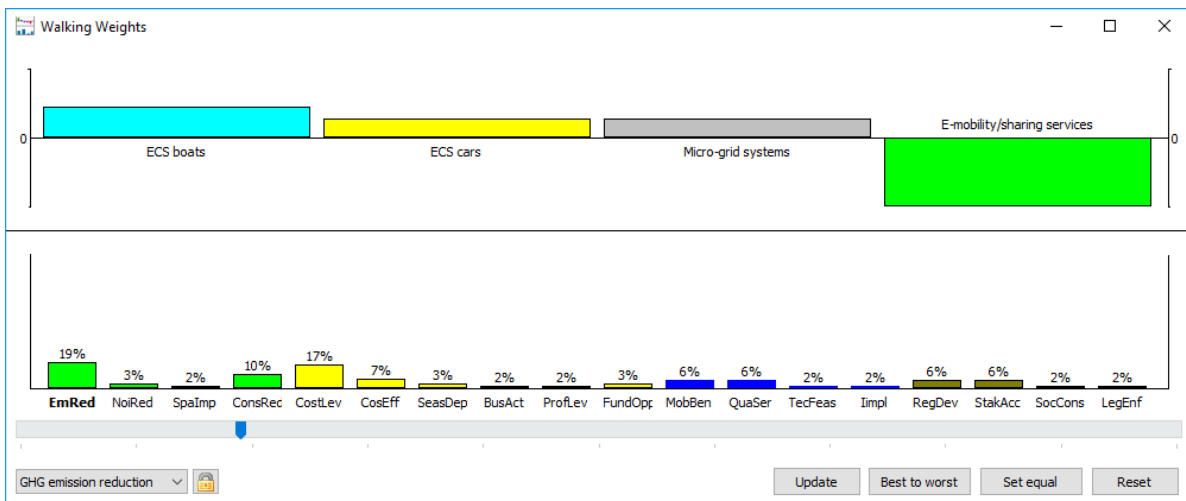 Walking Weights
E-mobility/sharing services
0 0
ECS boats ECS cars Micro-grid systems
19% 3% 2% 10% 17% 7% 3% 2% 2% 3% 6% 6% 2% 2% 6% 6% 2% 2%
EmRed NoiRed SpaImp ConsRed CostLev CosEff SeasDep BusAct ProfLev FundOpp MobBen QuaSer TecFeas Iimpl RegDev StakAcc SocCons LegEnf
GHG emission reduction Update Best to worst Set equal Reset